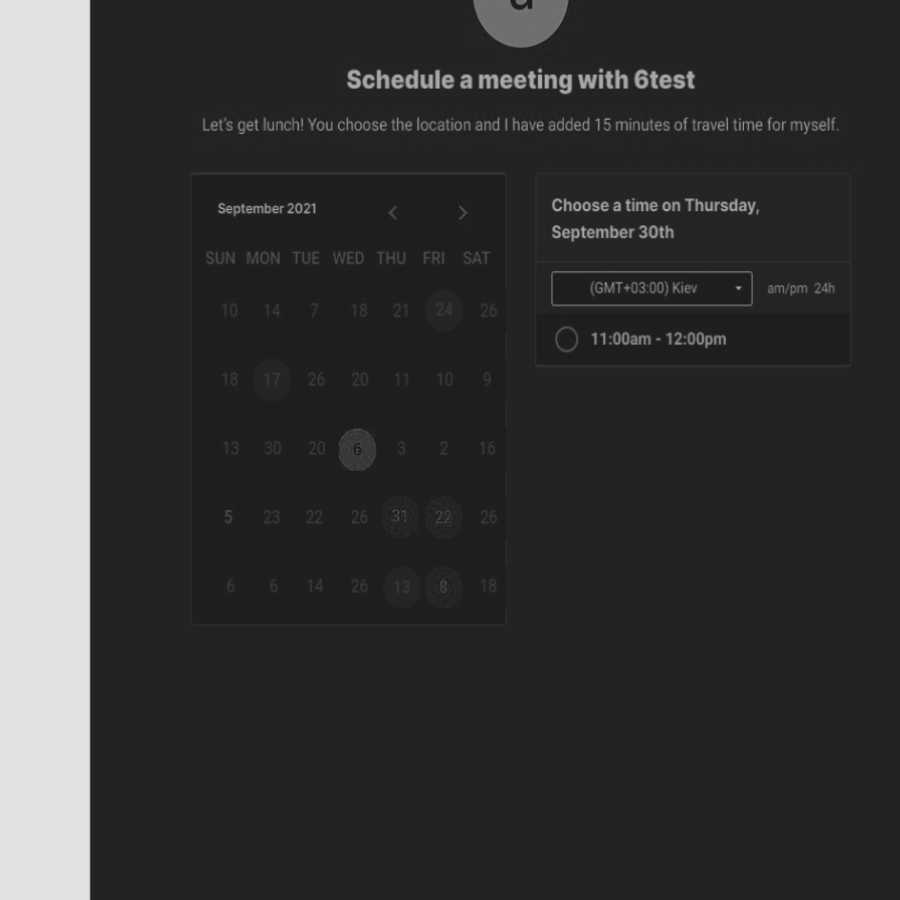 Schedule a meeting with 6test
Let's get lunch! You choose the location and I have added 15 minutes of travel time for myself.
September 2021
SUN MON TUE WED THU FRI SAT
10 14 7 18 21 24 26
18 17 26 20 11 10 9
13 30 20 6 3 2 16
5 23 22 26 31 22 26
6 6 14 26 13 8 18
Choose a time on Thursday,
September 30th
(GMT+03:00) Kiev am/pm 24h
11:00am - 12:00pm